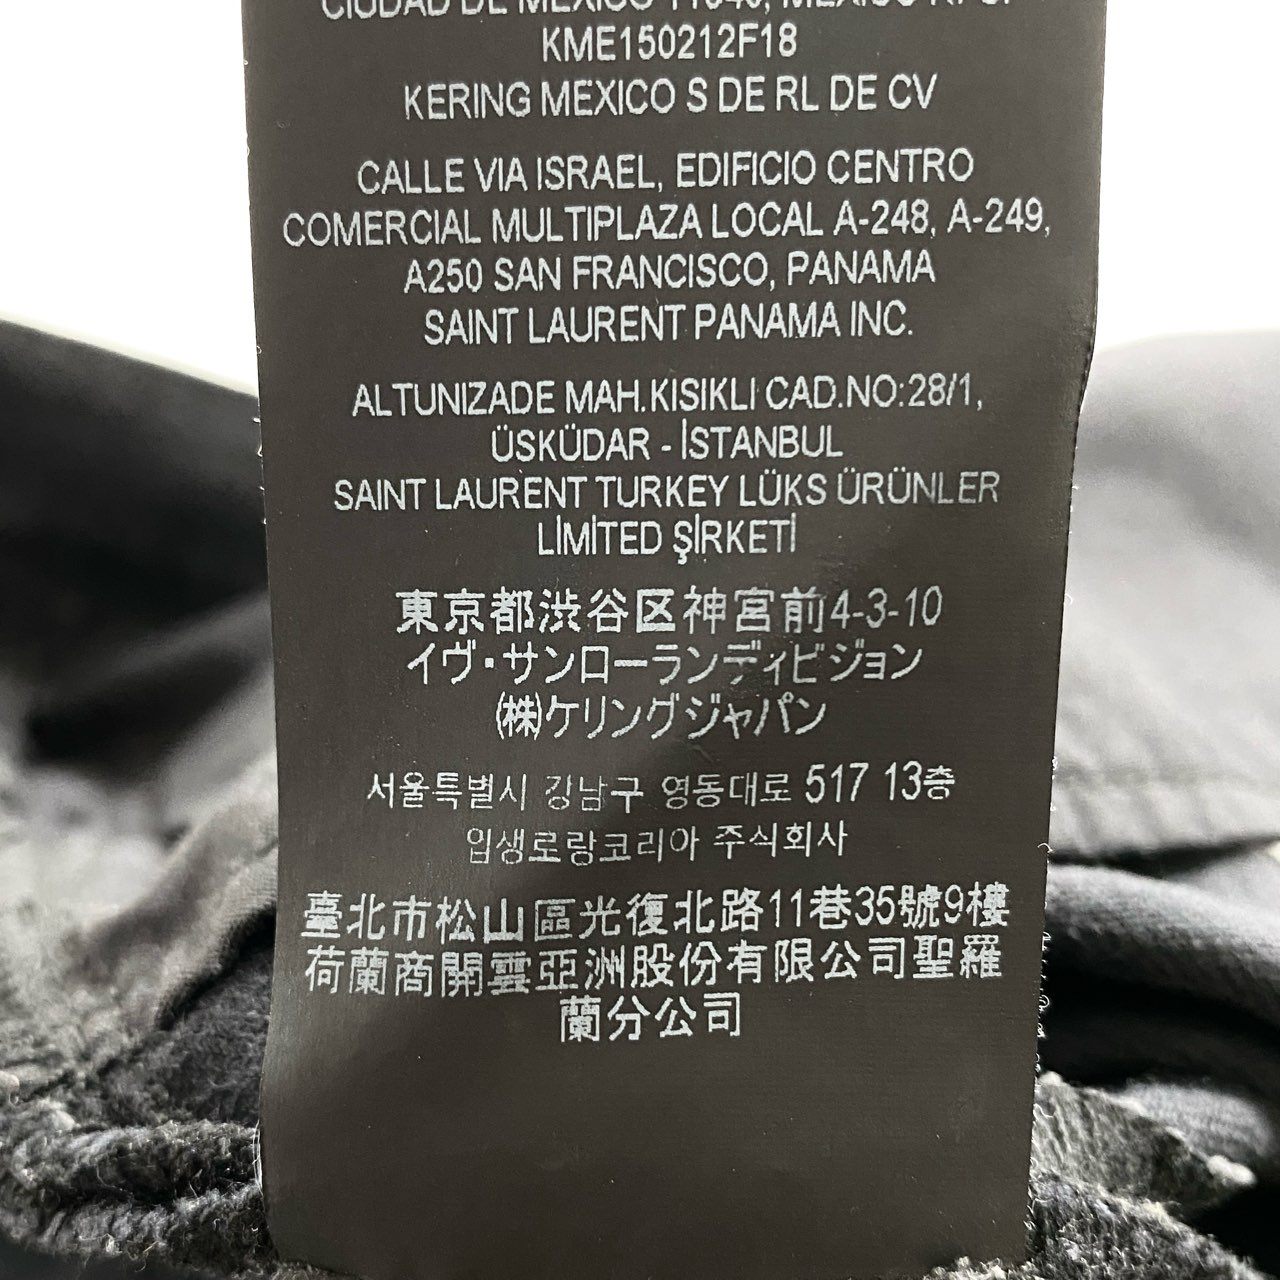 CIUDAD DE MEXICO 11040, MEXICO R.F.C.
KME150212F18
KERING MEXICO S DE RL DE CV
CALLE VIA ISRAEL, EDIFICIO CENTRO
COMERCIAL MULTIPLAZA LOCAL A-248, A-249,
A250 SAN FRANCISCO, PANAMA
SAINT LAURENT PANAMA INC.
ALTUNIZADE MAH.KISIKLI CAD.NO:28/1,
ÜSKÜDAR - İSTANBUL
SAINT LAURENT TURKEY LÜKS ÜRÜNLER
LİMİTED ŞİRKETİ
東京都渋谷区神宮前4-3-10
イヴ・サンローランディビジョン
㈱ケリングジャパン
서울특별시 강남구 영동대로 517 13층
입생로랑코리아 주식회사
臺北市松山區光復北路11巷35號9樓
荷蘭商開雲亞洲股份有限公司聖羅
蘭分公司